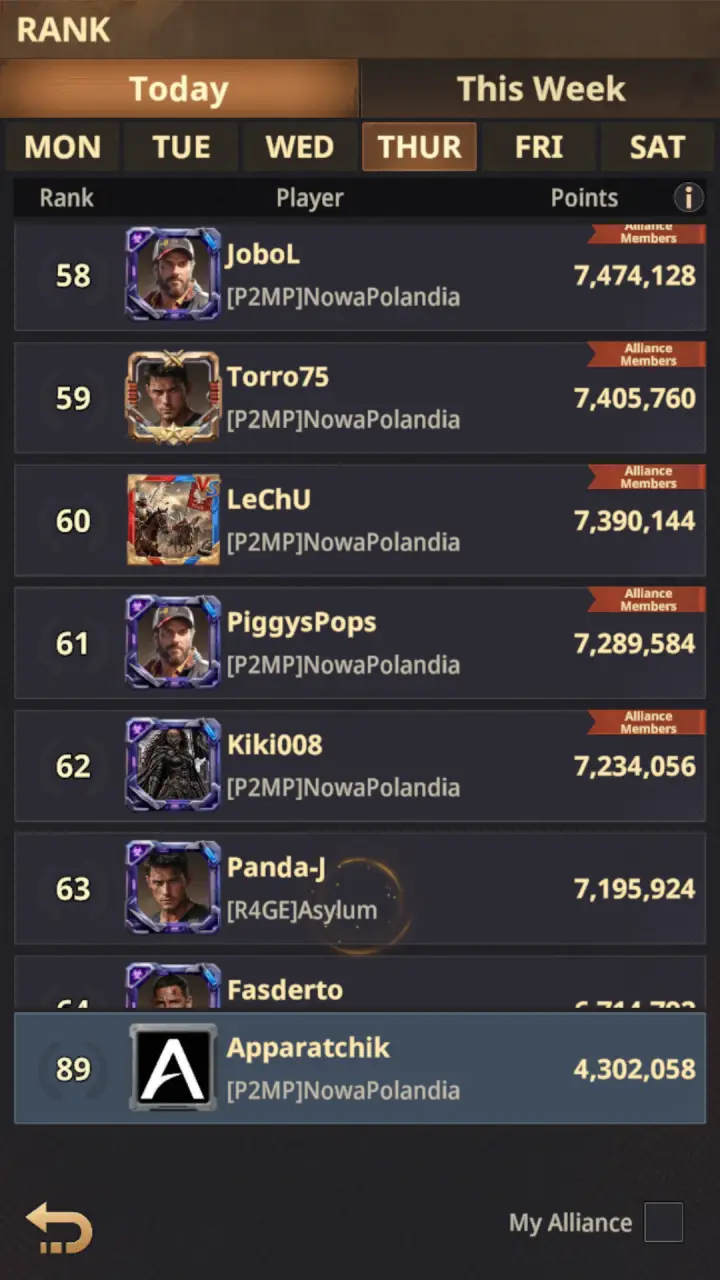 RANK
Today
This Week
MON
TUE
WED
THUR
FRI
SAT
Rank
Player
Points
i
58
JoboL
[P2MP]NowaPolandia
Alliance
Members
7,474,128
59
Torro75
[P2MP]NowaPolandia
Alliance
Members
7,405,760
60
LeChU
[P2MP]NowaPolandia
Alliance
Members
7,390,144
61
PiggysPops
[P2MP]NowaPolandia
Alliance
Members
7,289,584
62
Kiki008
[P2MP]NowaPolandia
Alliance
Members
7,234,056
63
Panda-J
[R4GE]Asylum
7,195,924
64
Fasderto
89
Apparatchik
[P2MP]NowaPolandia
4,302,058
My Alliance